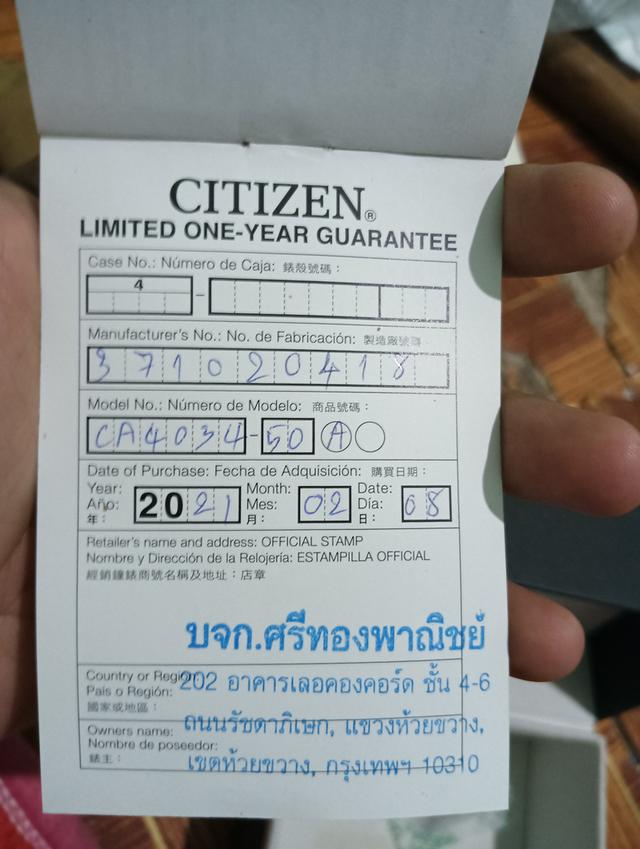 CITIZEN®
LIMITED ONE-YEAR GUARANTEE
Case No.: Número de Caja: 錶殼號碼：
4 -
Manufacturer's No.: No. de Fabricación: 製造廠號碼
371020418
Model No.: Número de Modelo: 商品號碼：
CA4034-50 A
Date of Purchase: Fecha de Adquisición: 購買日期：
Year: Month: Date:
Año: 2021 Mes: 02 Día: 08
年： 月： 日：
Retailer's name and address: OFFICIAL STAMP
Nombre y Dirección de la Relojería: ESTAMPILLA OFFICIAL
經銷鐘錶商號名稱及地址：店章
บจก.ศรีทองพาณิชย์
Country or Region: 202 อาคารเลอคองคอร์ด ชั้น 4-6
País o Región:
國家或地區：
ถนนรัชดาภิเษก, แขวงห้วยขวาง,
Owners name:
Nombre de poseedor:
錶主：
เขตห้วยขวาง, กรุงเทพฯ 10310